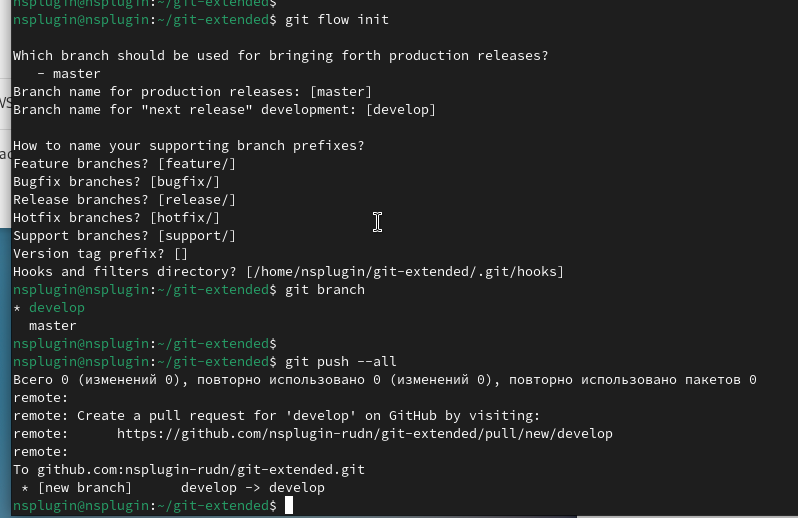 nsplugin@nsplugin:~/git-extended$
nsplugin@nsplugin:~/git-extended$ git flow init

Which branch should be used for bringing forth production releases?
   - master
Branch name for production releases: [master]
Branch name for "next release" development: [develop]

How to name your supporting branch prefixes?
Feature branches? [feature/]
Bugfix branches? [bugfix/]
Release branches? [release/]
Hotfix branches? [hotfix/]
Support branches? [support/]
Version tag prefix? []
Hooks and filters directory? [/home/nsplugin/git-extended/.git/hooks]
nsplugin@nsplugin:~/git-extended$ git branch
* develop
  master
nsplugin@nsplugin:~/git-extended$
nsplugin@nsplugin:~/git-extended$ git push --all
Всего 0 (изменений 0), повторно использовано 0 (изменений 0), повторно использовано пакетов 0
remote:
remote: Create a pull request for 'develop' on GitHub by visiting:
remote:      https://github.com/nsplugin-rudn/git-extended/pull/new/develop
remote:
To github.com:nsplugin-rudn/git-extended.git
 * [new branch]      develop -> develop
nsplugin@nsplugin:~/git-extended$